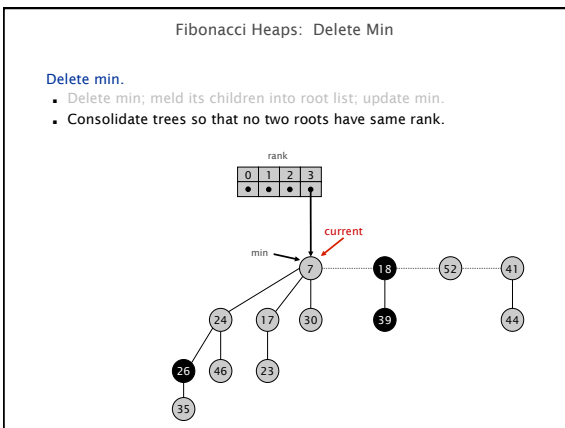 Fibonacci Heaps: Delete Min
Delete min.
▪ Delete min; meld its children into root list; update min.
▪ Consolidate trees so that no two roots have same rank.
rank
0 1 2 3
current
min
7 18 52 41
24 17 30 39 44
26 46 23
35